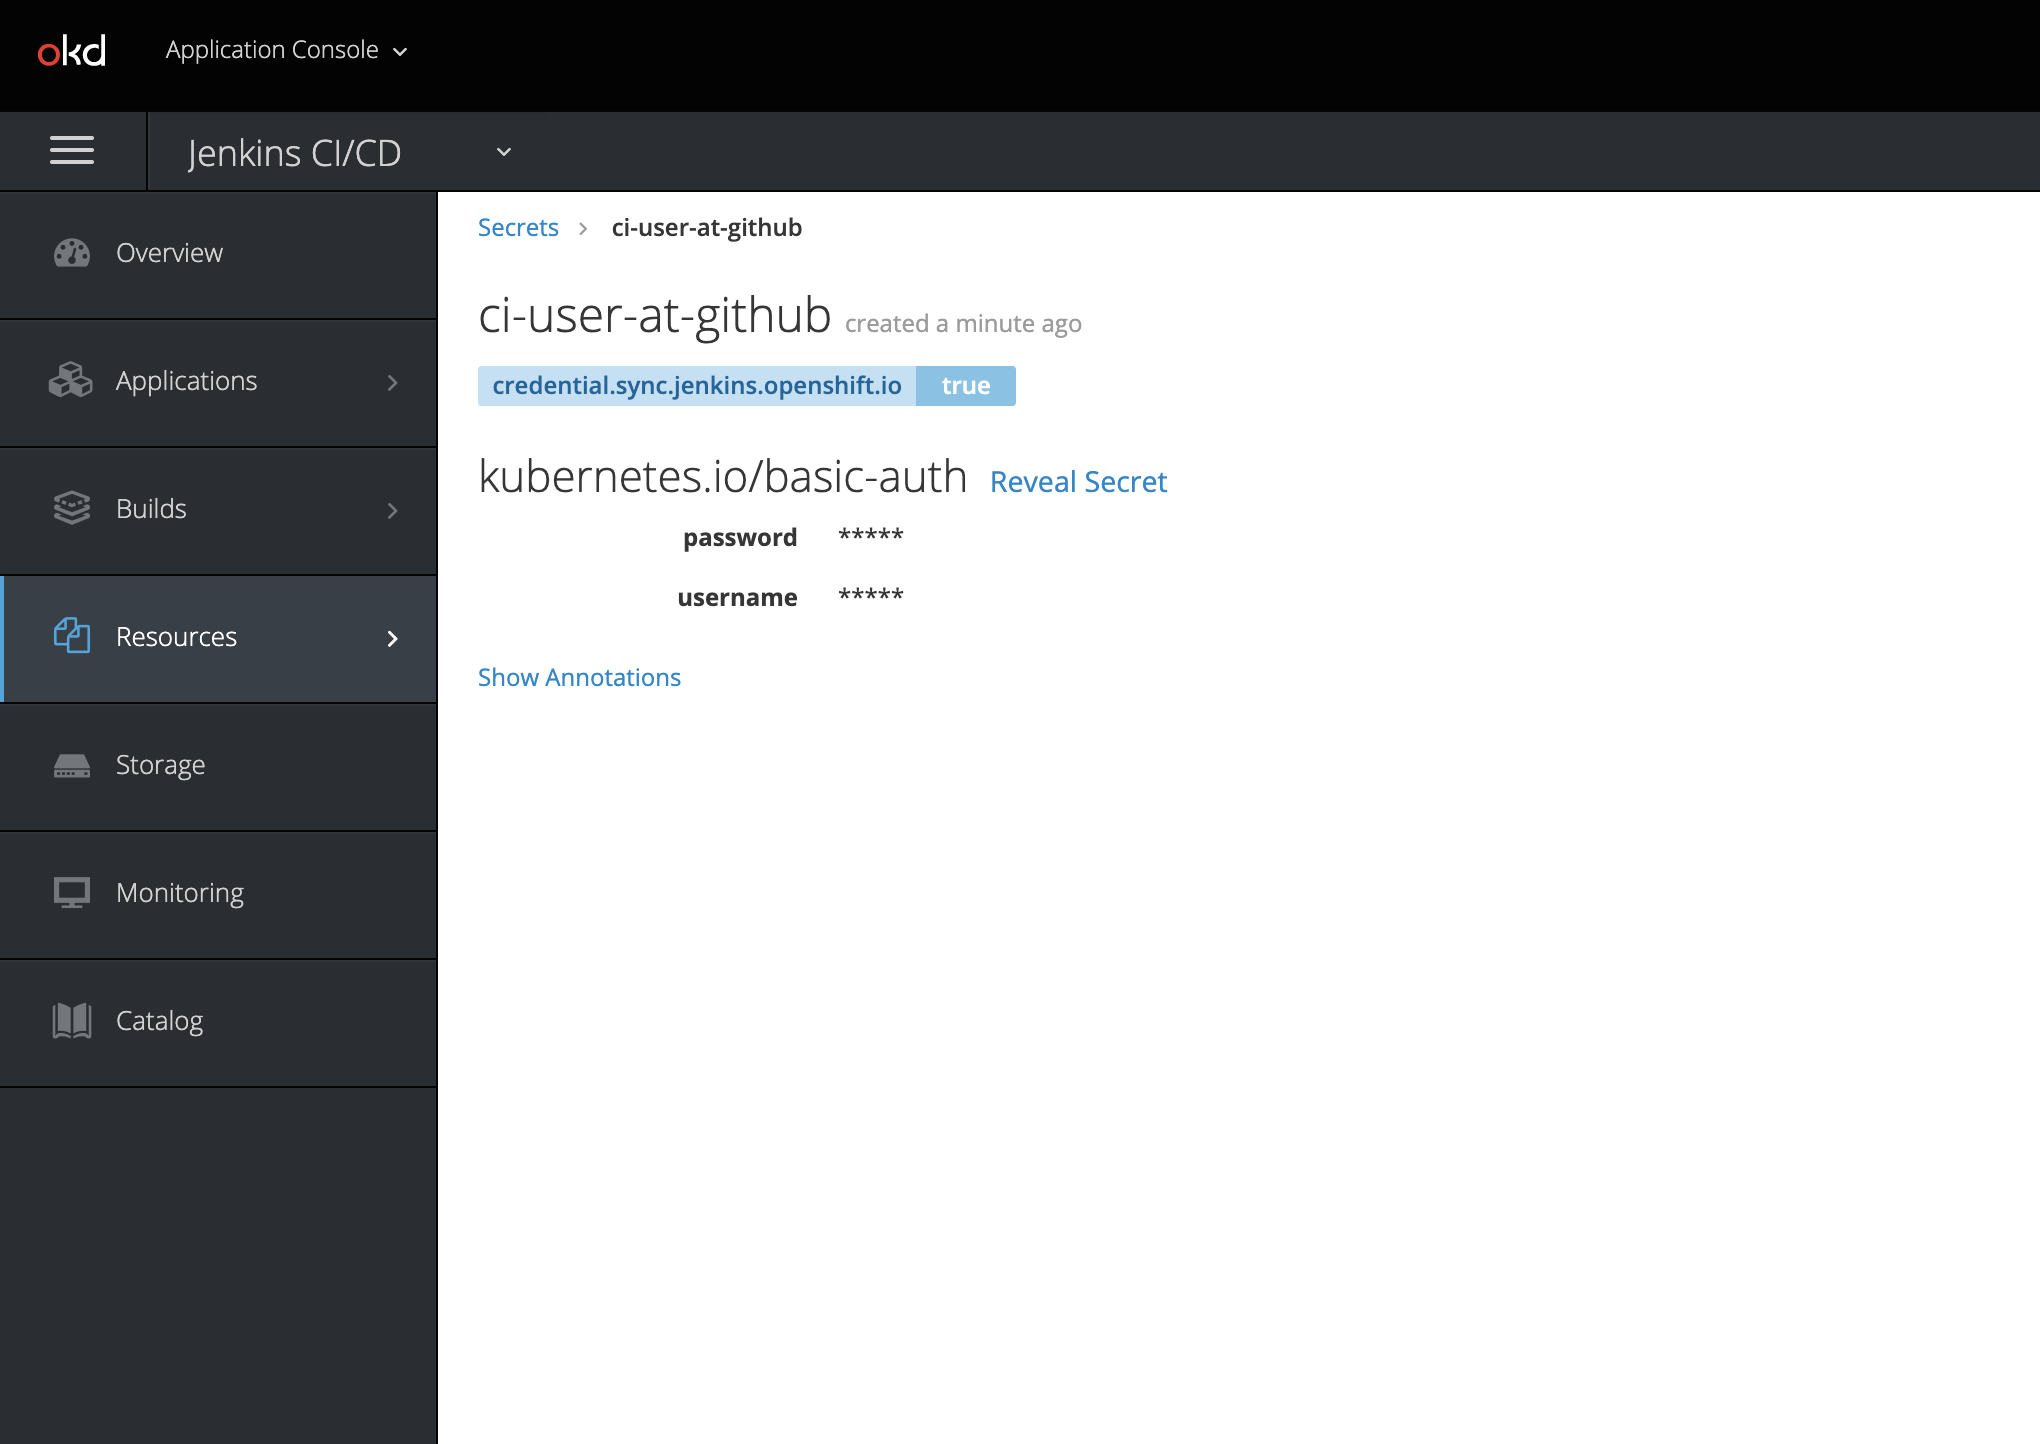 okd Application Console
Jenkins CI/CD
Overview
Applications
Builds
Resources
Storage
Monitoring
Catalog
Secrets > ci-user-at-github
ci-user-at-github created a minute ago
credential.sync.jenkins.openshift.io true
kubernetes.io/basic-auth Reveal Secret
password *****
username *****
Show Annotations